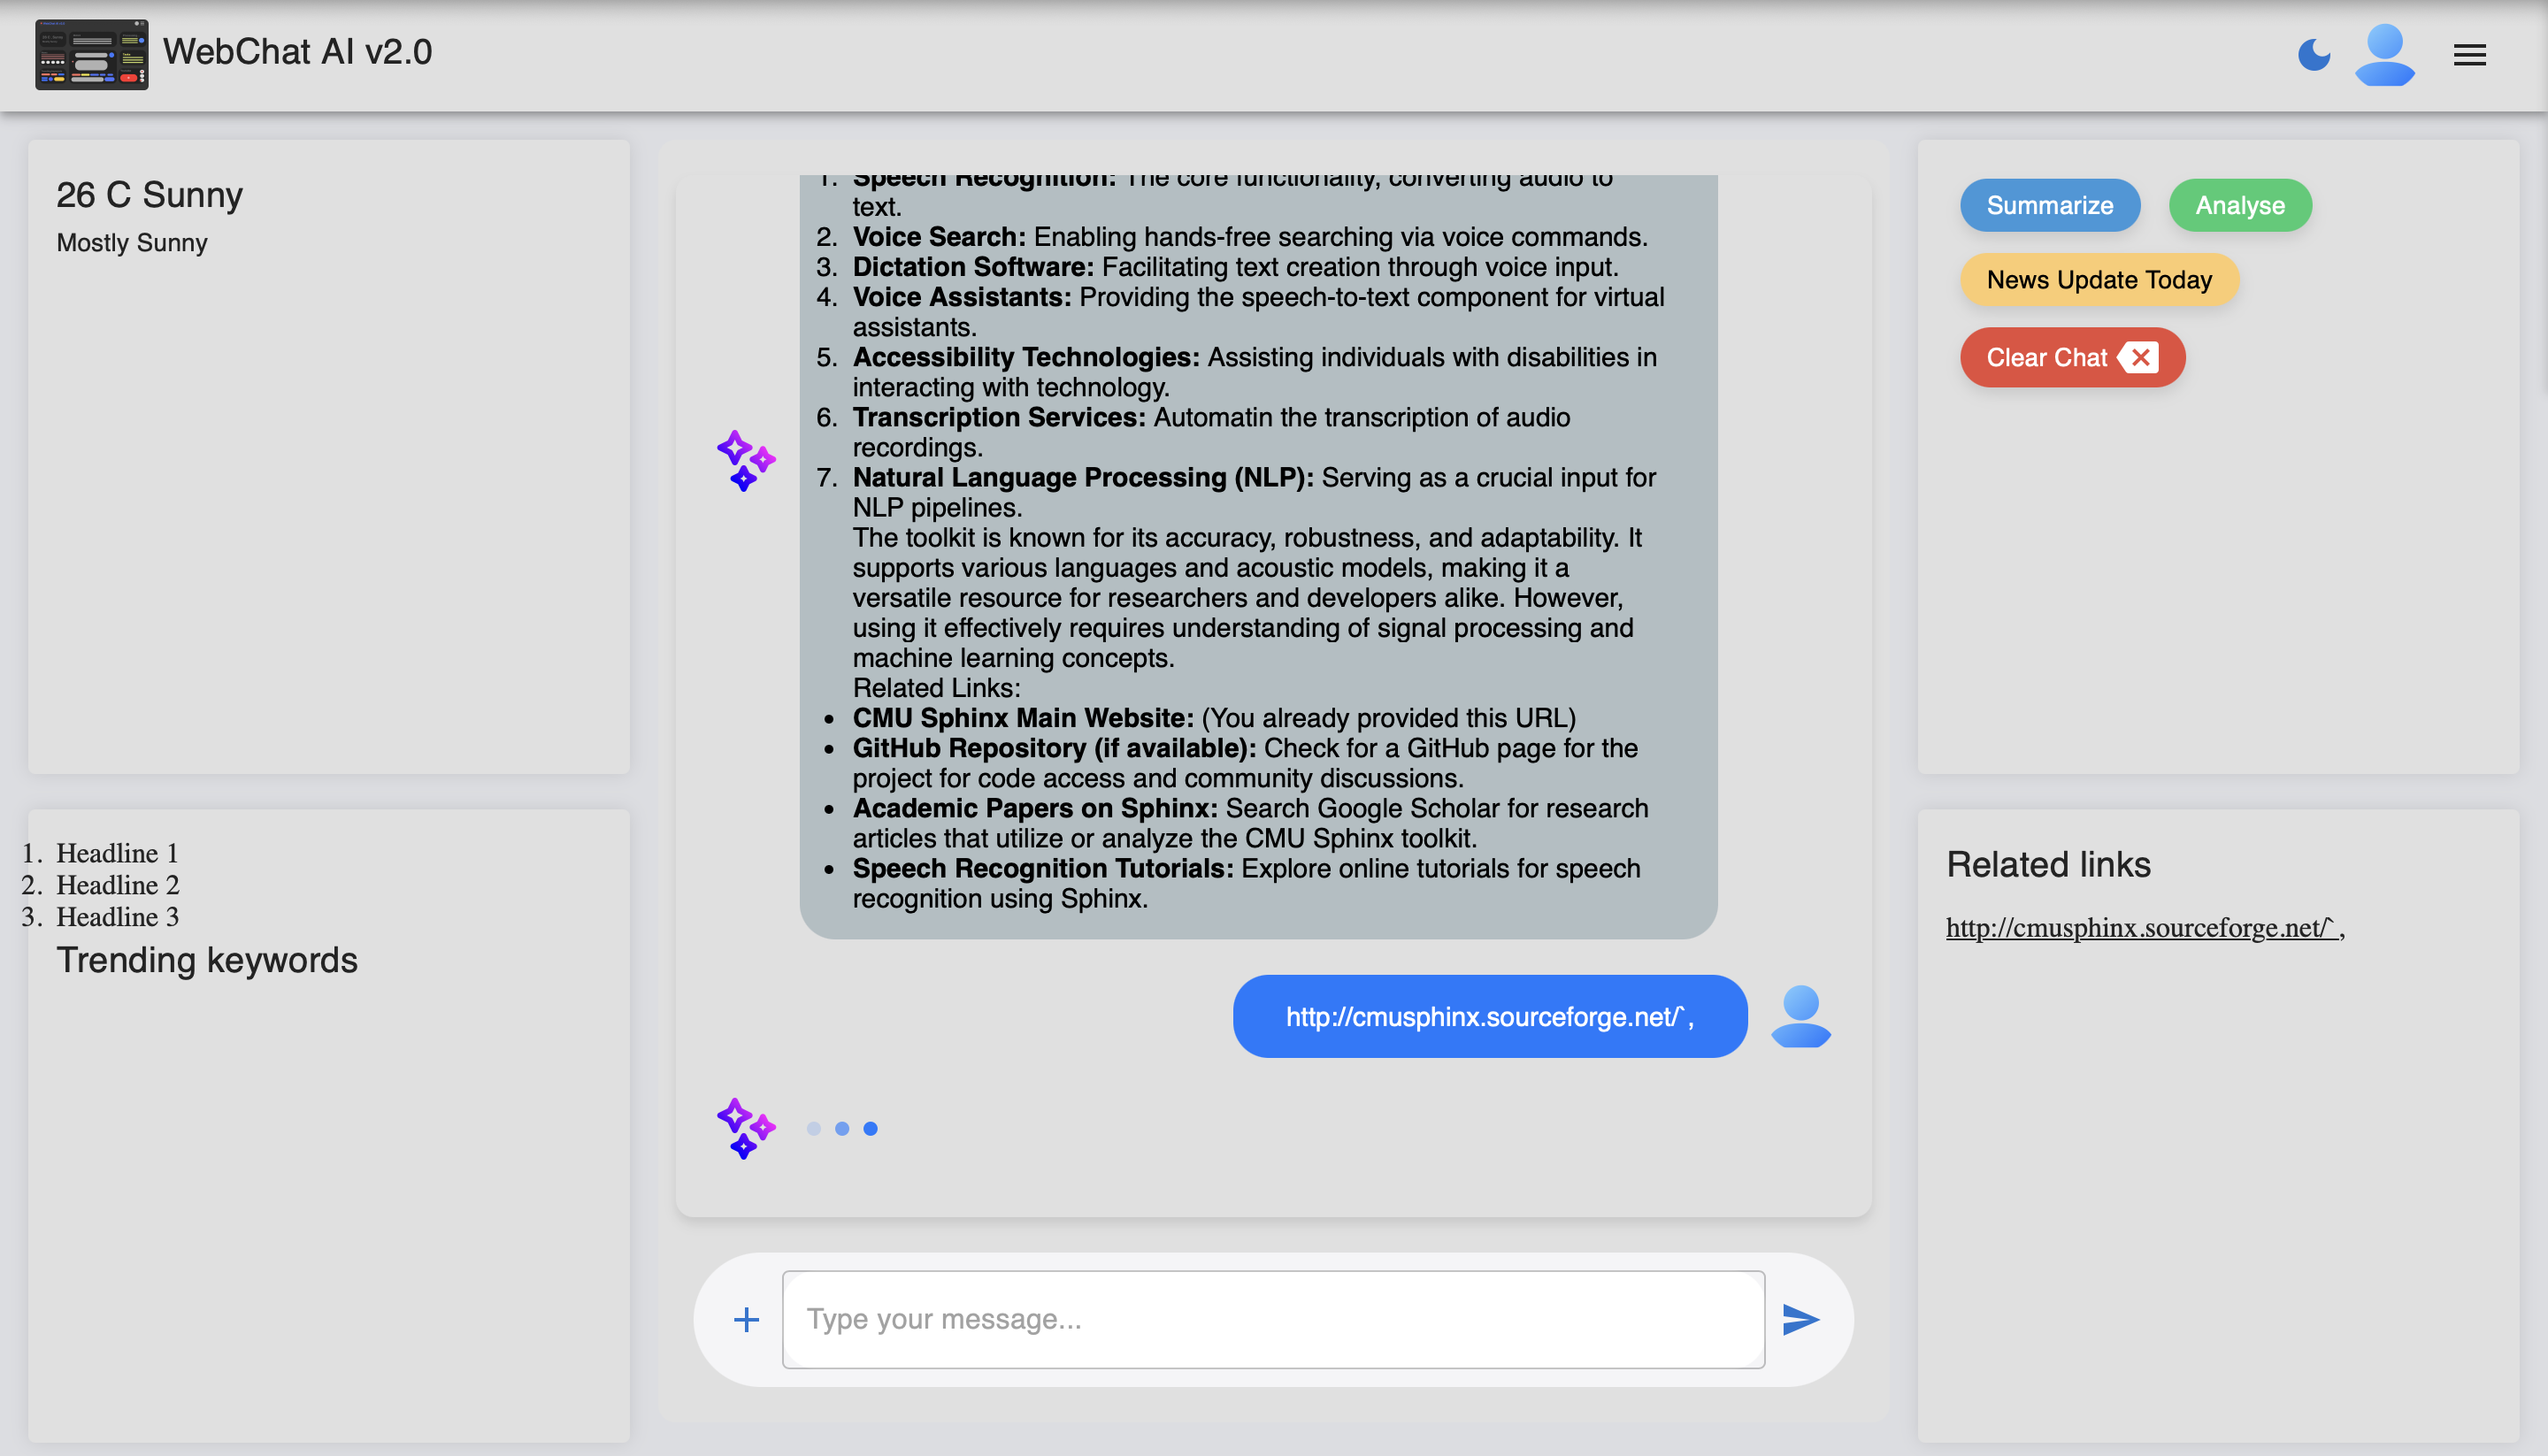 WebChat AI v2.0
26 C Sunny
Mostly Sunny
1. Headline 1
2. Headline 2
3. Headline 3
Trending keywords
1. Speech Recognition: The core functionality, converting audio to
text.
2. Voice Search: Enabling hands-free searching via voice commands.
3. Dictation Software: Facilitating text creation through voice input.
4. Voice Assistants: Providing the speech-to-text component for virtual
assistants.
5. Accessibility Technologies: Assisting individuals with disabilities in
interacting with technology.
6. Transcription Services: Automatin the transcription of audio
recordings.
7. Natural Language Processing (NLP): Serving as a crucial input for
NLP pipelines.
The toolkit is known for its accuracy, robustness, and adaptability. It
supports various languages and acoustic models, making it a
versatile resource for researchers and developers alike. However,
using it effectively requires understanding of signal processing and
machine learning concepts.
Related Links:
• CMU Sphinx Main Website: (You already provided this URL)
• GitHub Repository (if available): Check for a GitHub page for the
project for code access and community discussions.
• Academic Papers on Sphinx: Search Google Scholar for research
articles that utilize or analyze the CMU Sphinx toolkit.
• Speech Recognition Tutorials: Explore online tutorials for speech
recognition using Sphinx.
http://cmusphinx.sourceforge.net/`,
Type your message...
Summarize
Analyse
News Update Today
Clear Chat
Related links
http://cmusphinx.sourceforge.net/`,